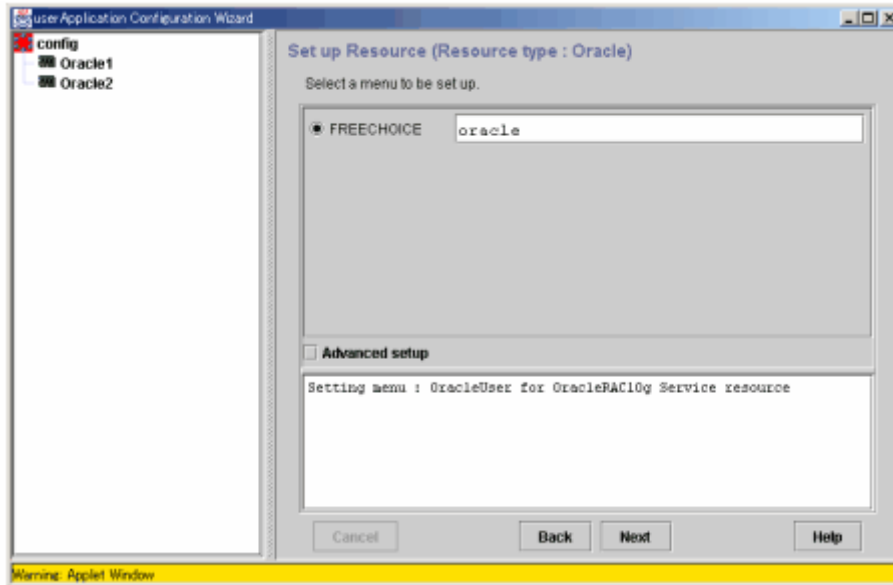 userApplication Configuration Wizard
config
Oracle1
Oracle2
Set up Resource (Resource type : Oracle)
Select a menu to be set up.
FREECHOICE
oracle
Advanced setup
Setting menu : OracleUser for OracleRAC10g Service resource
Cancel
Back
Next
Help
Warning: Applet Window